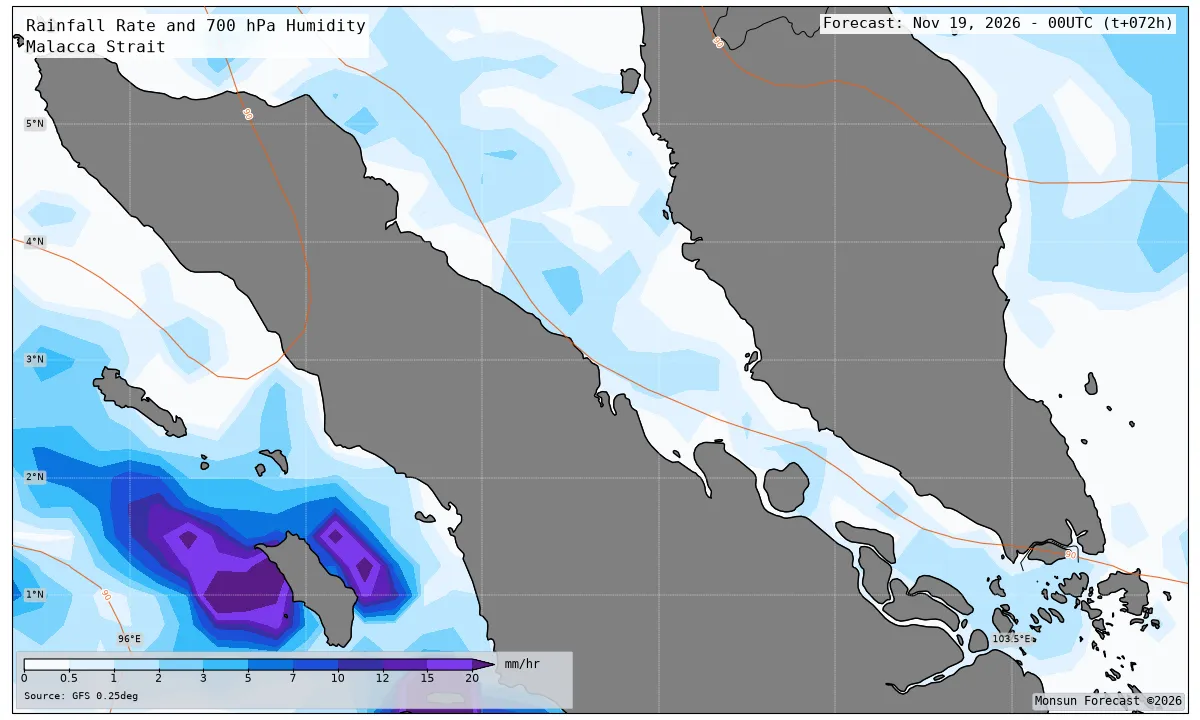 Rainfall Rate and 700 hPa Humidity
Malacca Strait
Forecast: Nov 19, 2026 - 00UTC (t+072h)
90
90
5°N
4°N
3°N
2°N
90
1°N
90
96°E
103.5°E
0 0.5 1 2 3 5 7 10 12 15 20 mm/hr
Source: GFS 0.25deg
Monsun Forecast ©2026